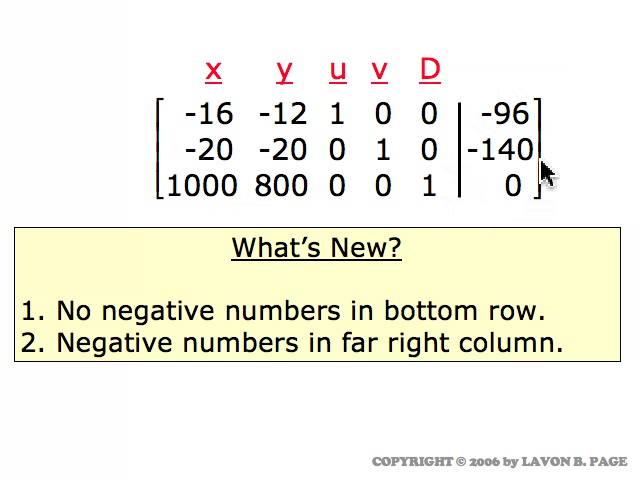 x y u v D
-16 -12 1 0 0 -96
-20 -20 0 1 0 -140
1000 800 0 0 1 0
What's New?
1. No negative numbers in bottom row.
2. Negative numbers in far right column.
COPYRIGHT © 2006 by LAVON B. PAGE